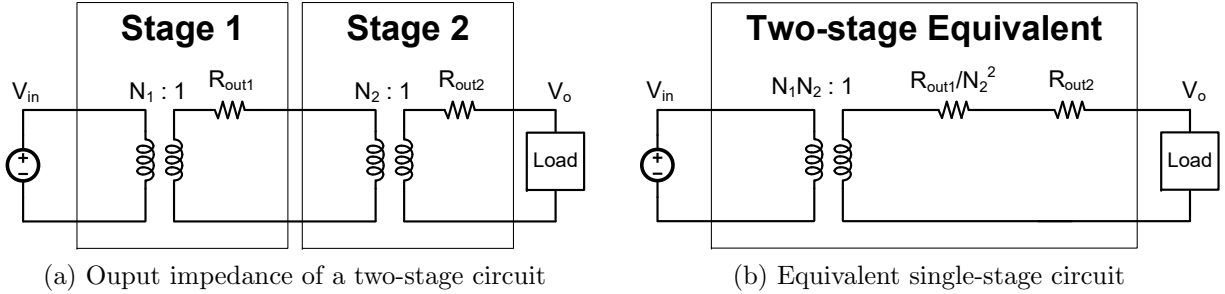 Stage 1
Stage 2
V_in
N_1 : 1
R_out1
N_2 : 1
R_out2
V_o
+
−
Load
(a) Ouput impedance of a two-stage circuit
Two-stage Equivalent
V_in
N_1N_2 : 1
R_out1/N_2^2
R_out2
V_o
+
−
Load
(b) Equivalent single-stage circuit